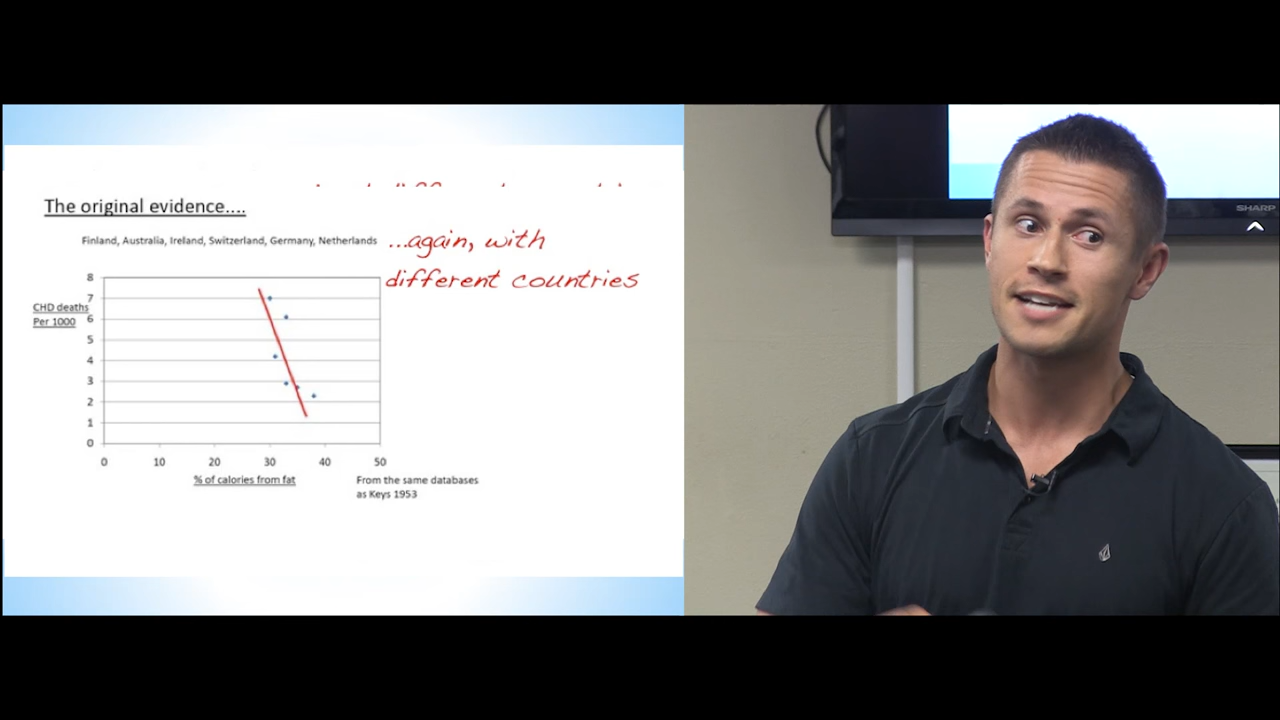 The original evidence....
Finland, Australia, Ireland, Switzerland, Germany, Netherlands
...again, with
different countries
CHD deaths
Per 1000
8
7
6
5
4
3
2
1
0
0 10 20 30 40 50
% of calories from fat
From the same databases
as Keys 1953
SHARP